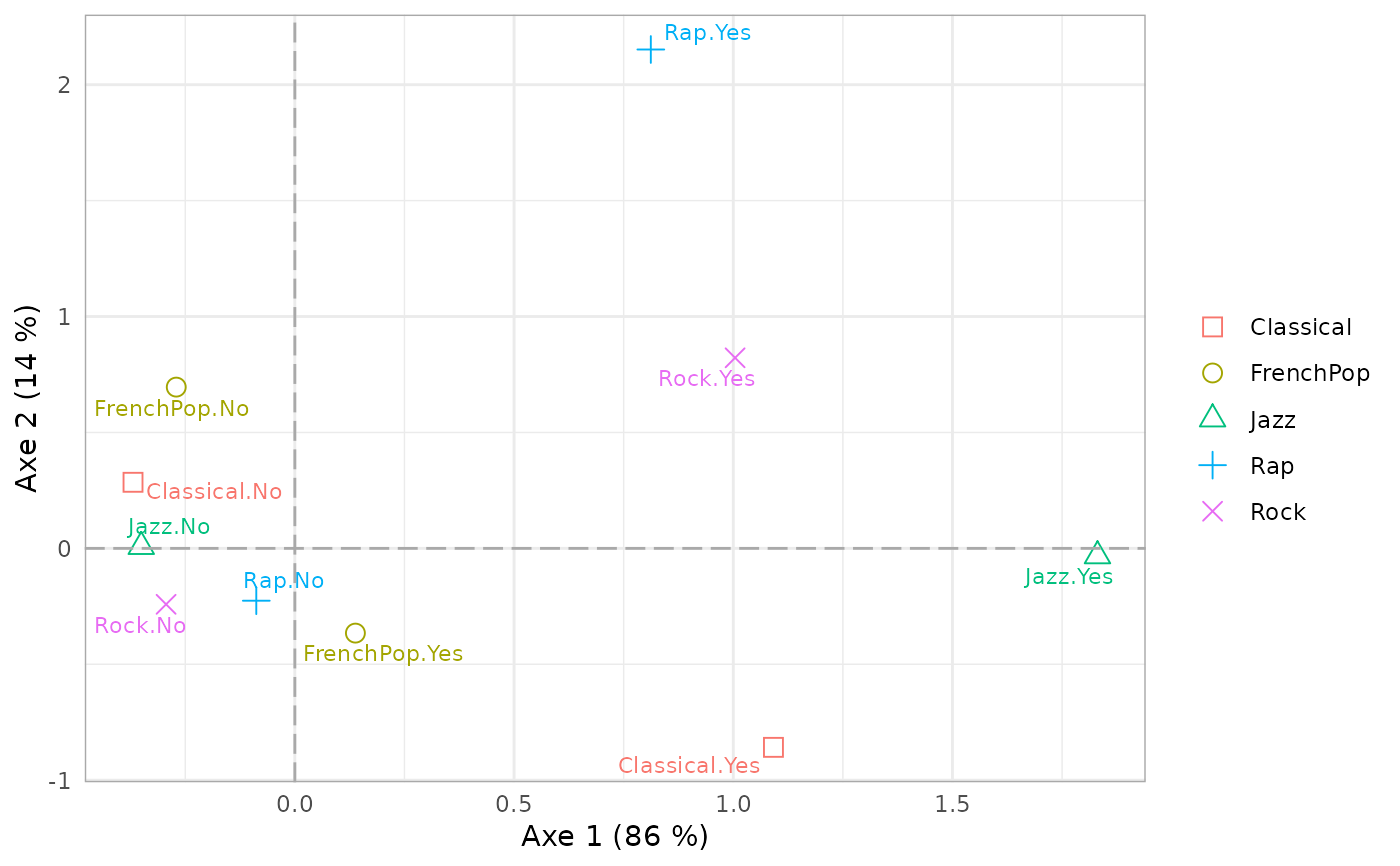 Rap.Yes
2
1
Rock.Yes
FrenchPop.No
Classical.No
Jazz.No
0
Rap.No
Jazz.Yes
Rock.No
FrenchPop.Yes
Classical.Yes
-1
0.0 0.5 1.0 1.5
Axe 1 (86 %)
Axe 2 (14 %)
Classical
FrenchPop
Jazz
Rap
Rock